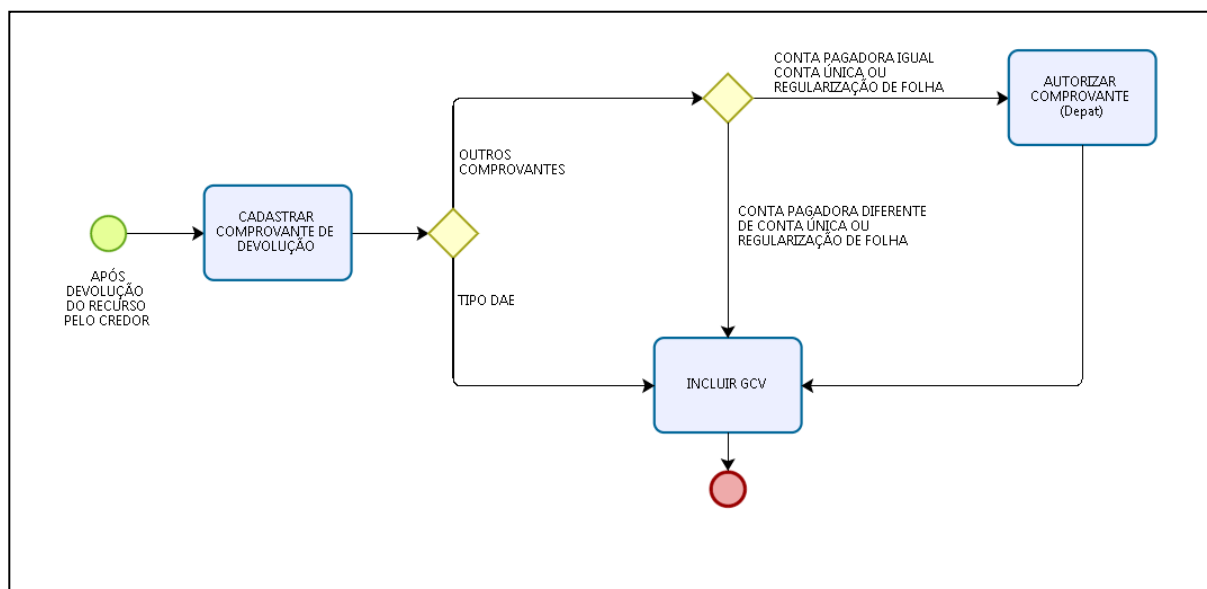 APÓS
DEVOLUÇÃO
DO RECURSO
PELO CREDOR
CADASTRAR
COMPROVANTE DE
DEVOLUÇÃO
OUTROS
COMPROVANTES
TIPO DAE
CONTA PAGADORA IGUAL
CONTA ÚNICA OU
REGULARIZAÇÃO DE FOLHA
AUTORIZAR
COMPROVANTE
(Depat)
CONTA PAGADORA DIFERENTE
DE CONTA ÚNICA OU
REGULARIZAÇÃO DE FOLHA
INCLUIR GCV